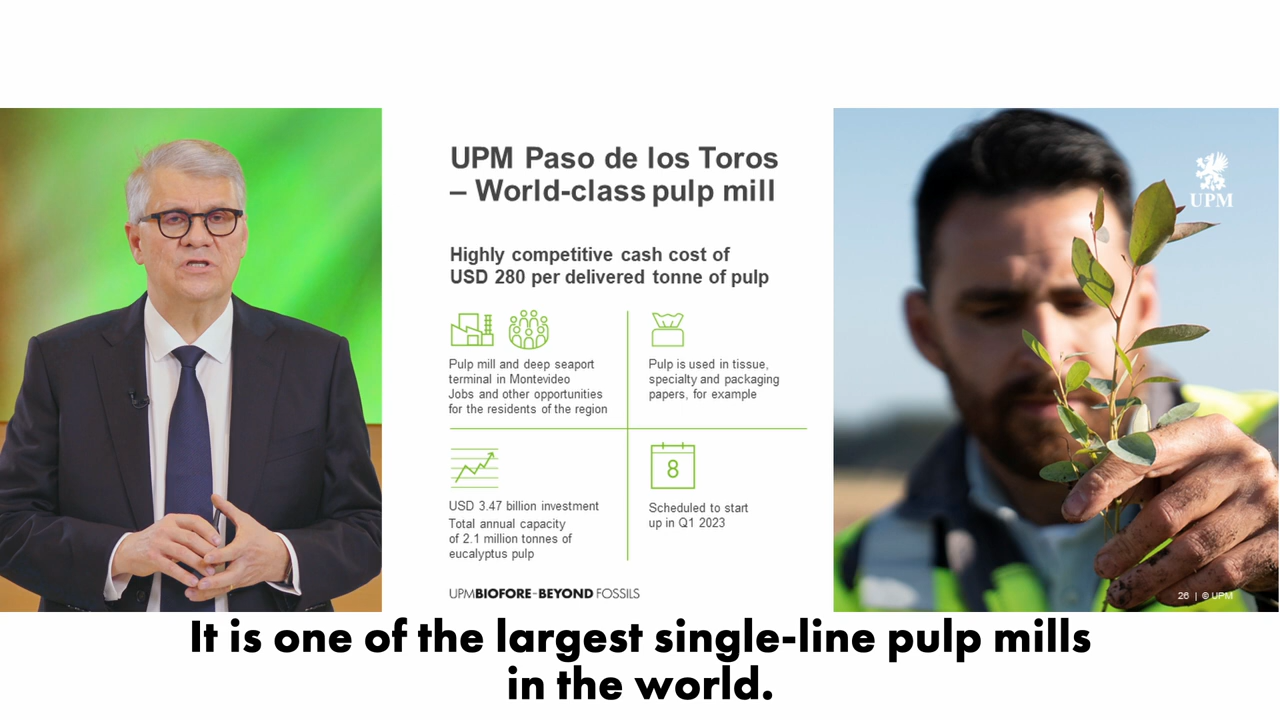 UPM Paso de los Toros
– World-class pulp mill
Highly competitive cash cost of
USD 280 per delivered tonne of pulp
Pulp mill and deep seaport
terminal in Montevideo
Jobs and other opportunities
for the residents of the region
Pulp is used in tissue,
specialty and packaging
papers, for example
USD 3.47 billion investment
Total annual capacity
of 2.1 million tonnes of
eucalyptus pulp
8
Scheduled to start
up in Q1 2023
UPM BIOFORE–BEYOND FOSSILS
UPM
26 | © UPM
It is one of the largest single-line pulp mills
in the world.